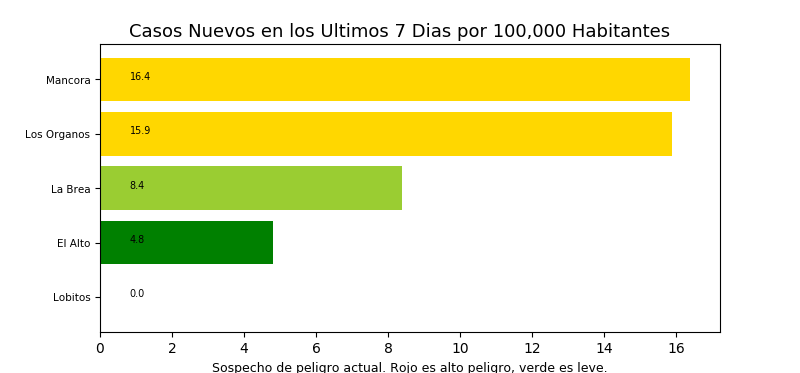 Casos Nuevos en los Ultimos 7 Dias por 100,000 Habitantes
Mancora 16.4
Los Organos 15.9
La Brea 8.4
El Alto 4.8
Lobitos 0.0
0 2 4 6 8 10 12 14 16
Sospecho de peligro actual. Rojo es alto peligro, verde es leve.